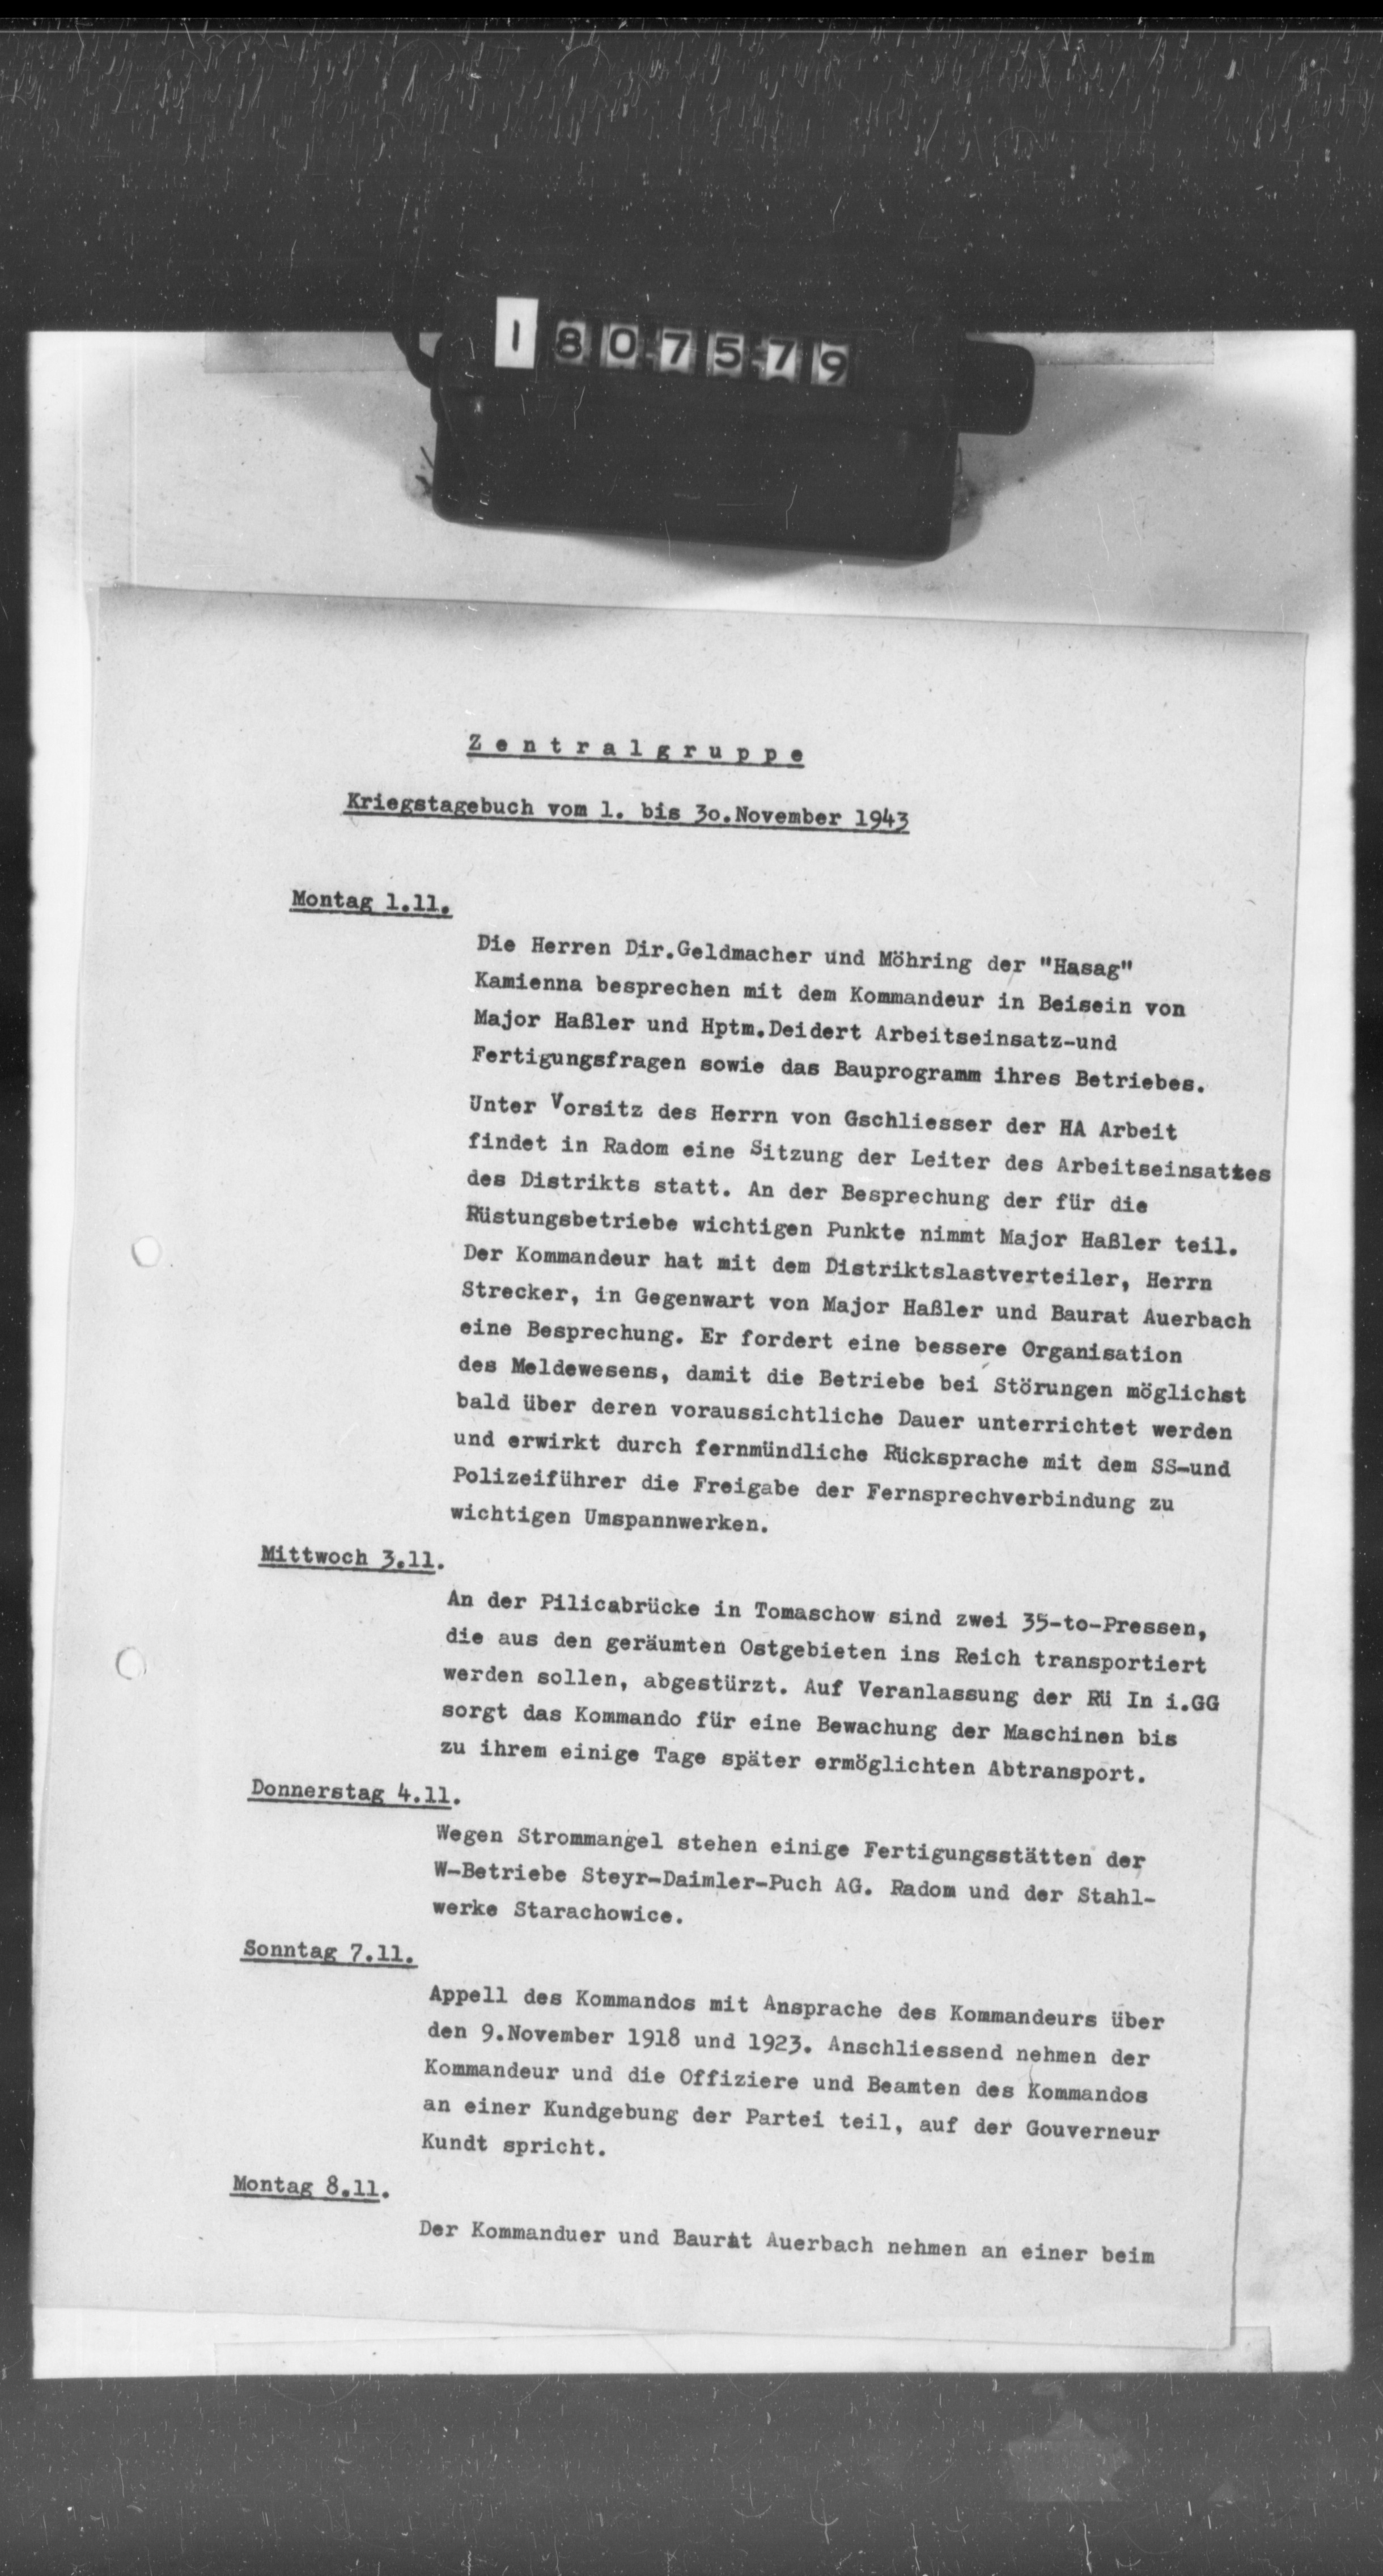 1807579
Zentralgruppe
Kriegstagebuch vom 1. bis 3o.November 1943
Montag 1.11.
Die Herren Dir.Geldmacher und Möhring der "Hasag"
Kamienna besprechen mit dem Kommandeur in Beisein von
Major Haßler und Hptm.Deidert Arbeitseinsatz-und
Fertigungsfragen sowie das Bauprogramm ihres Betriebes.
Unter Vorsitz des Herrn von Gschliesser der HA Arbeit
findet in Radom eine Sitzung der Leiter des Arbeitseinsatzes
des Distrikts statt. An der Besprechung der für die
Rüstungsbetriebe wichtigen Punkte nimmt Major Haßler teil.
Der Kommandeur hat mit dem Distriktslastverteiler, Herrn
Strecker, in Gegenwart von Major Haßler und Baurat Auerbach
eine Besprechung. Er fordert eine bessere Organisation
des Meldewesens, damit die Betriebe bei Störungen möglichst
bald über deren voraussichtliche Dauer unterrichtet werden
und erwirkt durch fernmündliche Rücksprache mit dem SS-und
Polizeiführer die Freigabe der Fernsprechverbindung zu
wichtigen Umspannwerken.
Mittwoch 3.11.
An der Pilicabrücke in Tomaschow sind zwei 35-to-Pressen,
die aus den geräumten Ostgebieten ins Reich transportiert
werden sollen, abgestürzt. Auf Veranlassung der Rü In i.GG
sorgt das Kommando für eine Bewachung der Maschinen bis
zu ihrem einige Tage später ermöglichten Abtransport.
Donnerstag 4.11.
Wegen Strommangel stehen einige Fertigungsstätten der
W-Betriebe Steyr-Daimler-Puch AG. Radom und der Stahl-
werke Starachowice.
Sonntag 7.11.
Appell des Kommandos mit Ansprache des Kommandeurs über
den 9.November 1918 und 1923. Anschliessend nehmen der
Kommandeur und die Offiziere und Beamten des Kommandos
an einer Kundgebung der Partei teil, auf der Gouverneur
Kundt spricht.
Montag 8.11.
Der Kommanduer und Baurat Auerbach nehmen an einer beim